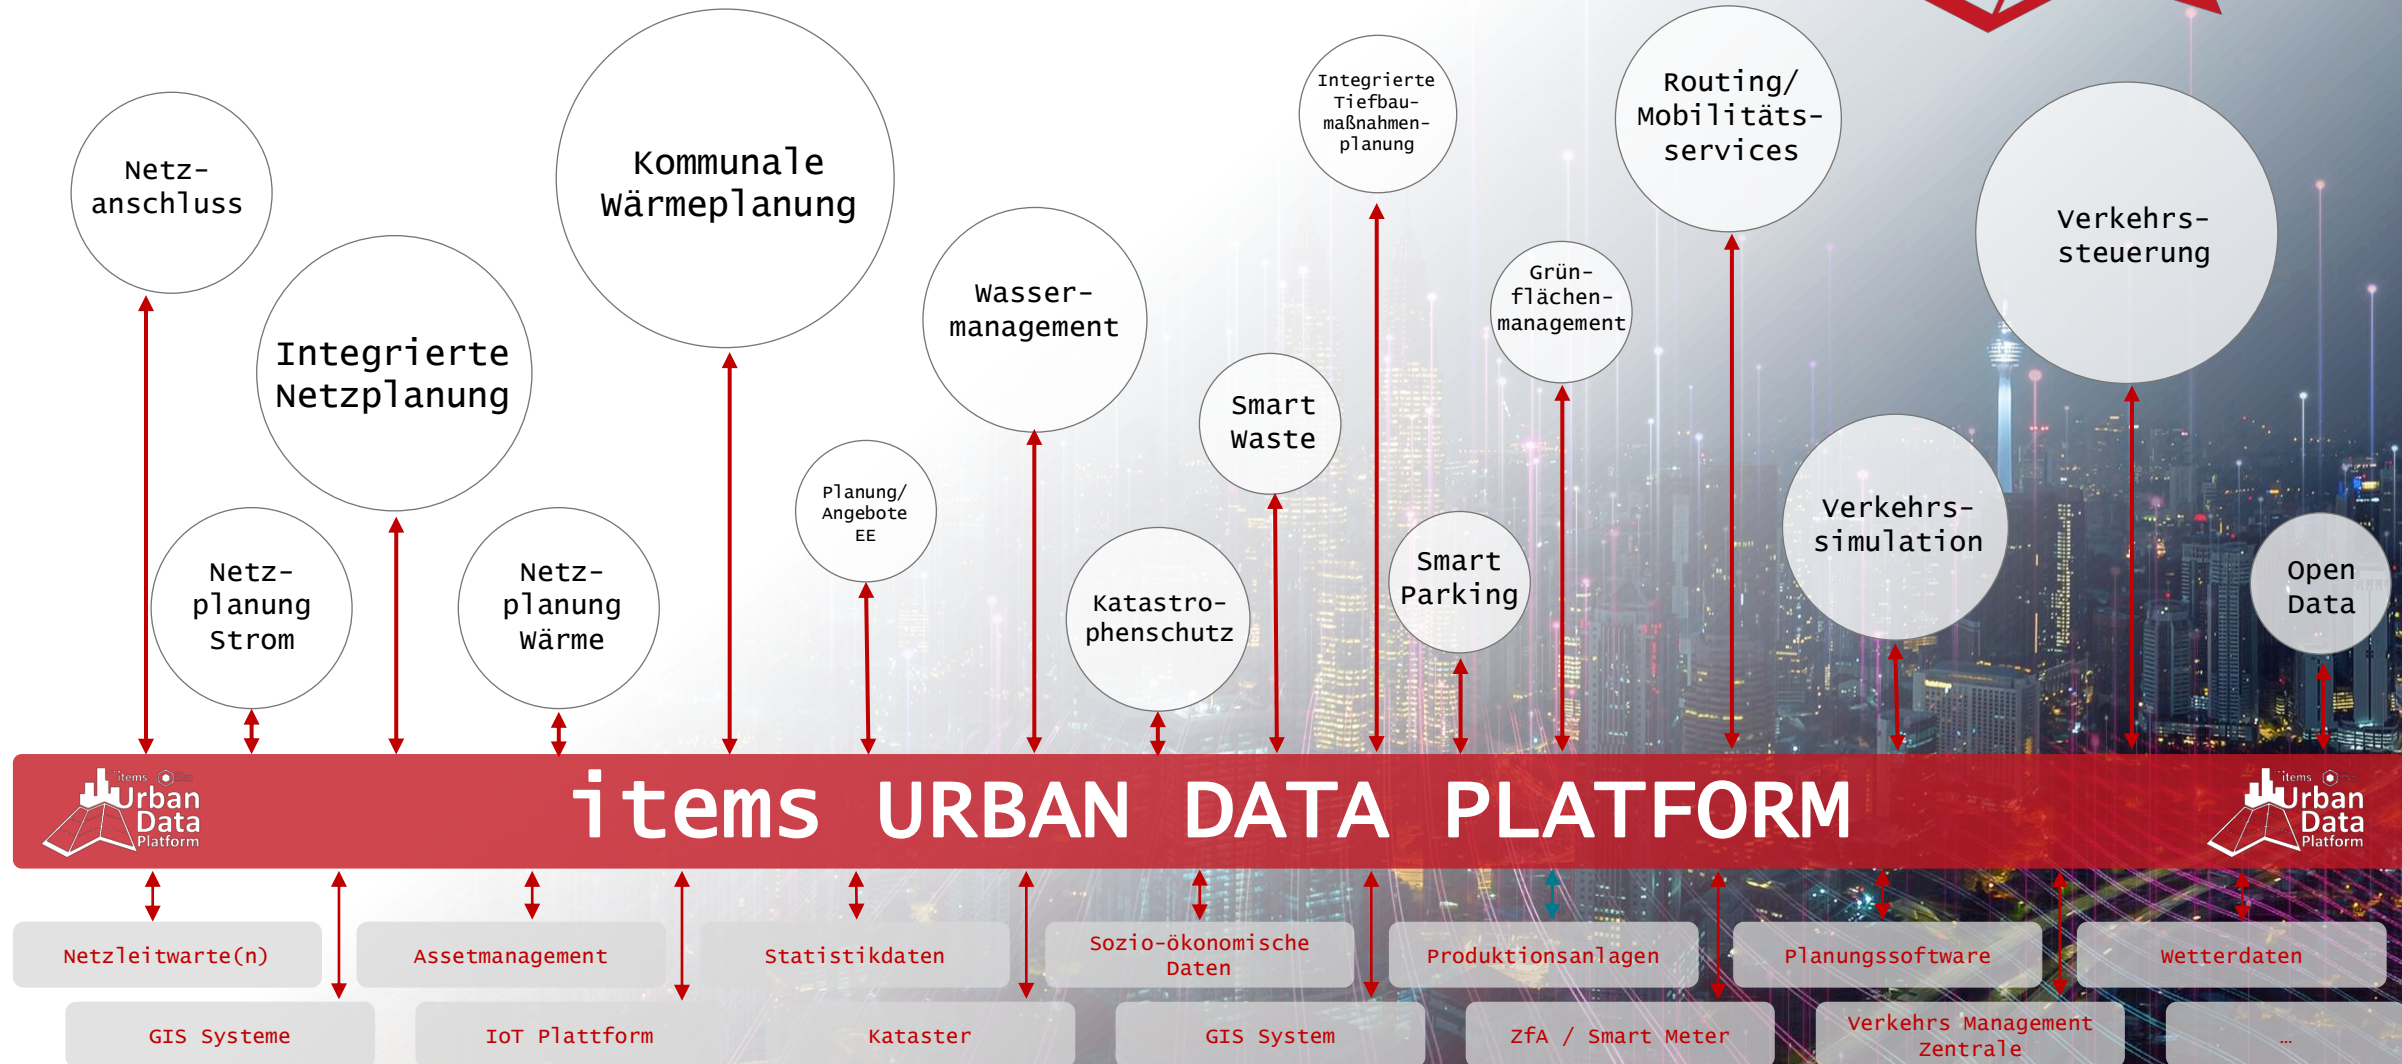 Netz-
anschluss
Integrierte
Netzplanung
Netz-
planung
Strom
Netz-
planung
Wärme
Kommunale
Wärmeplanung
Planung/
Angebote
EE
Wasser-
management
Katastro-
phenschutz
Smart
Waste
Integrierte
Tiefbau-
maßnahmen-
planung
Smart
Parking
Grün-
flächen-
management
Routing/
Mobilitäts-
services
Verkehrs-
simulation
Verkehrs-
steuerung
Open
Data
items
Urban
Data
Platform
items URBAN DATA PLATFORM
items
Urban
Data
Platform
Netzleitwarte(n)
Assetmanagement
Statistikdaten
Sozio-ökonomische
Daten
Produktionsanlagen
Planungssoftware
Wetterdaten
GIS Systeme
IoT Plattform
Kataster
GIS System
ZfA / Smart Meter
Verkehrs Management
Zentrale
…